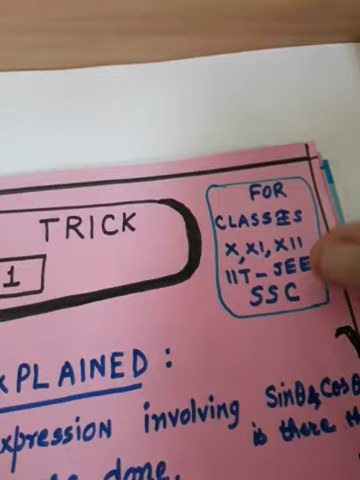 FOR
CLASSES
X, XI, XII
IIT-JEE
SSC
TRICK
1
XPLAINED :
xpression involving Sinθ & Cosθ
is there
done.